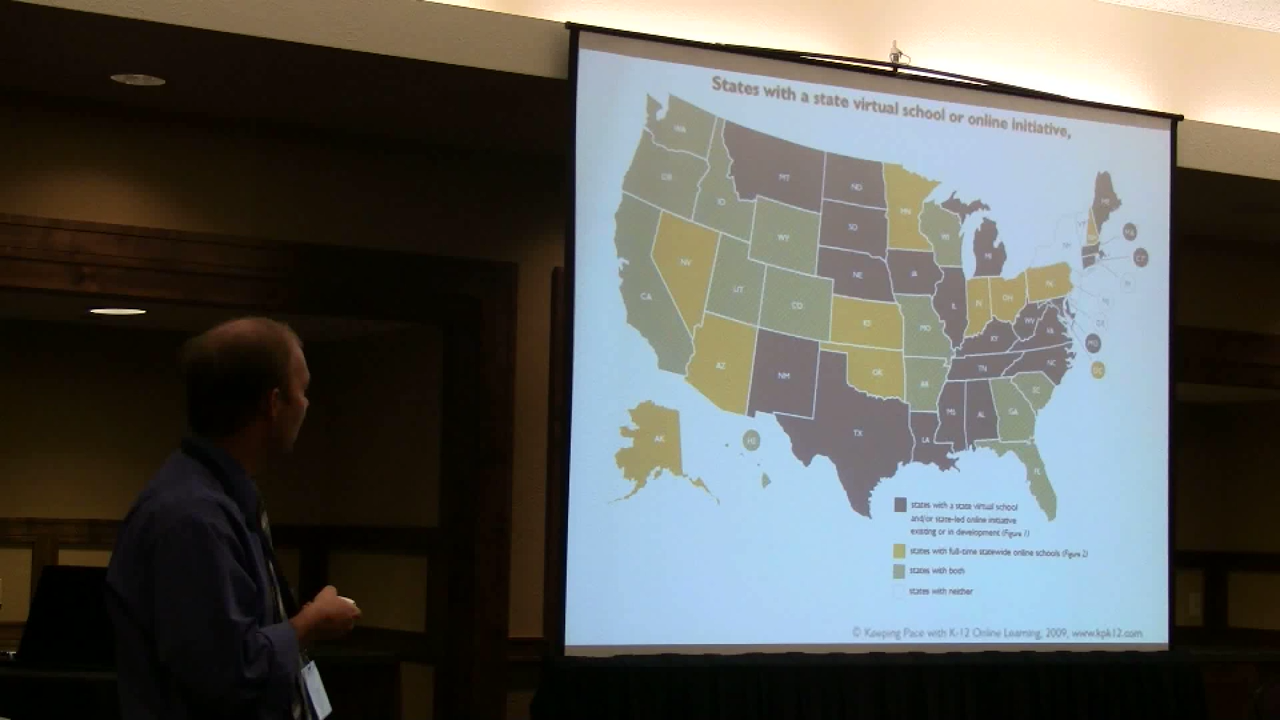 States with a state virtual school or online initiative,
WA
MT
ND
MN
OR
ID
SD
WI
WY
MI
ME
NV
NE
IA
UT
CO
CA
IL
IN
OH
KS
MO
WV
VA
KY
AZ
NM
OK
AR
TN
NC
SC
MS
AL
GA
TX
LA
AK
HI
FL
CT
states with a state virtual school
and/or state-led online initiative
existing or in development (Figure 1)
states with full-time statewide online schools (Figure 2)
states with both
states with neither
© Keeping Pace with K-12 Online Learning, 2009, www.kpk12.com